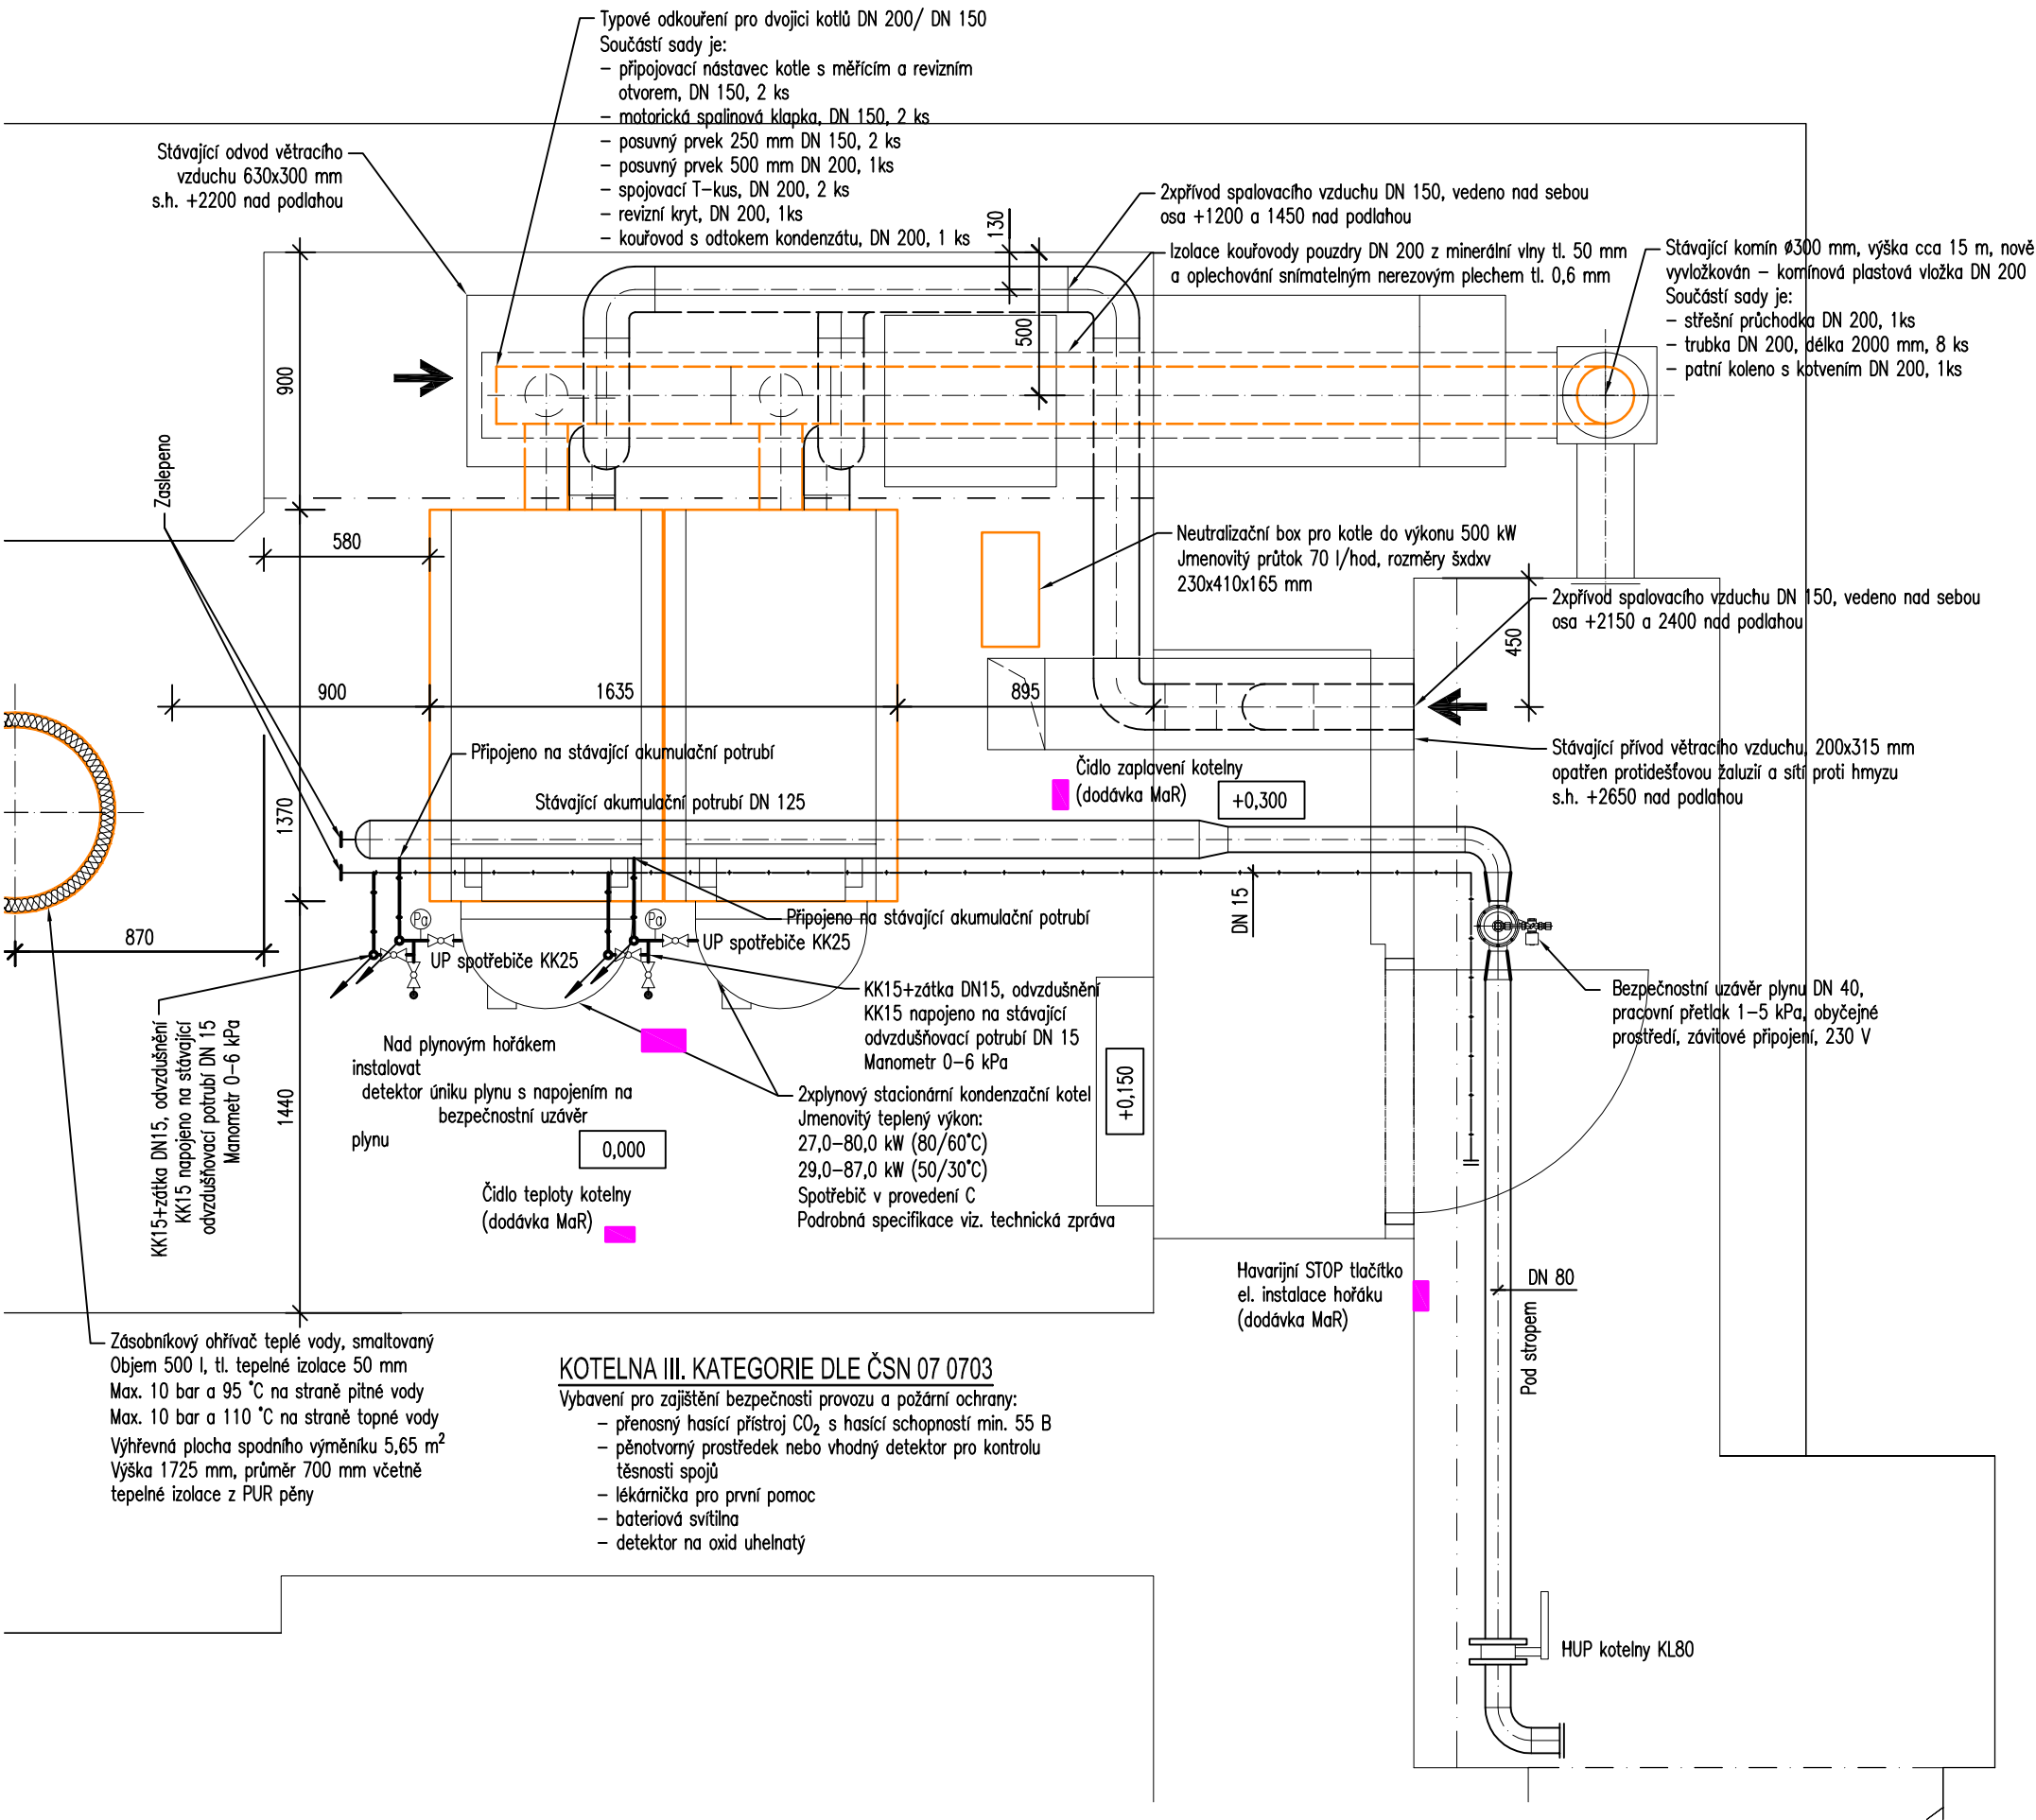 Typové odkouření pro dvojici kotlů DN 200/ DN 150
Součástí sady je:
– připojovací nástavec kotle s měřícím a revizním
otvorem, DN 150, 2 ks
– motorická spalinová klapka, DN 150, 2 ks
– posuvný prvek 250 mm DN 150, 2 ks
– posuvný prvek 500 mm DN 200, 1ks
– spojovací T-kus, DN 200, 2 ks
– revizní kryt, DN 200, 1ks
– kouřovod s odtokem kondenzátu, DN 200, 1 ks
Stávající odvod větracího
vzduchu 630x300 mm
s.h. +2200 nad podlahou
2xpřívod spalovacího vzduchu DN 150, vedeno nad sebou
osa +1200 a 1450 nad podlahou
Izolace kouřovody pouzdry DN 200 z minerální vlny tl. 50 mm
a oplechování snímatelným nerezovým plechem tl. 0,6 mm
Stávající komín ø300 mm, výška cca 15 m, nově
vyvložkován – komínová plastová vložka DN 200
Součástí sady je:
– střešní průchodka DN 200, 1ks
– trubka DN 200, délka 2000 mm, 8 ks
– patní koleno s kotvením DN 200, 1ks
130
500
900
Zaslepeno
580
Neutralizační box pro kotle do výkonu 500 kW
Jmenovitý průtok 70 l/hod, rozměry šxdxv
230x410x165 mm
2xpřívod spalovacího vzduchu DN 150, vedeno nad sebou
osa +2150 a 2400 nad podlahou
450
900
1635
895
Připojeno na stávající akumulační potrubí
Stávající akumulační potrubí DN 125
Čidlo zaplavení kotelny
(dodávka MaR)
+0,300
Stávající přívod větracího vzduchu, 200x315 mm
opatřen protidešťovou žaluzií a sítí proti hmyzu
s.h. +2650 nad podlahou
1370
870
DN 15
Pa
Pa
Připojeno na stávající akumulační potrubí
UP spotřebiče KK25
UP spotřebiče KK25
KK15+zátka DN15, odvzdušnění
KK15 napojeno na stávající
odvzdušňovací potrubí DN 15
Manometr 0–6 kPa
KK15+zátka DN15, odvzdušnění
KK15 napojeno na stávající
odvzdušňovací potrubí DN 15
Manometr 0–6 kPa
Bezpečnostní uzávěr plynu DN 40,
pracovní přetlak 1–5 kPa, obyčejné
prostředí, závitové připojení, 230 V
Nad plynovým hořákem
instalovat
detektor úniku plynu s napojením na
bezpečnostní uzávěr
plynu
1440
0,000
+0,150
2xplynový stacionární kondenzační kotel
Jmenovitý teplený výkon:
27,0–80,0 kW (80/60°C)
29,0–87,0 kW (50/30°C)
Spotřebič v provedení C
Podrobná specifikace viz. technická zpráva
Čidlo teploty kotelny
(dodávka MaR)
Havarijní STOP tlačítko
el. instalace hořáku
(dodávka MaR)
DN 80
Pod stropem
Zásobníkový ohřívač teplé vody, smaltovaný
Objem 500 l, tl. tepelné izolace 50 mm
Max. 10 bar a 95 °C na straně pitné vody
Max. 10 bar a 110 °C na straně topné vody
Výhřevná plocha spodního výměníku 5,65 m²
Výška 1725 mm, průměr 700 mm včetně
tepelné izolace z PUR pěny
KOTELNA III. KATEGORIE DLE ČSN 07 0703
Vybavení pro zajištění bezpečnosti provozu a požární ochrany:
– přenosný hasící přístroj CO₂ s hasící schopností min. 55 B
– pěnotvorný prostředek nebo vhodný detektor pro kontrolu
těsnosti spojů
– lékárnička pro první pomoc
– bateriová svítilna
– detektor na oxid uhelnatý
HUP kotelny KL80